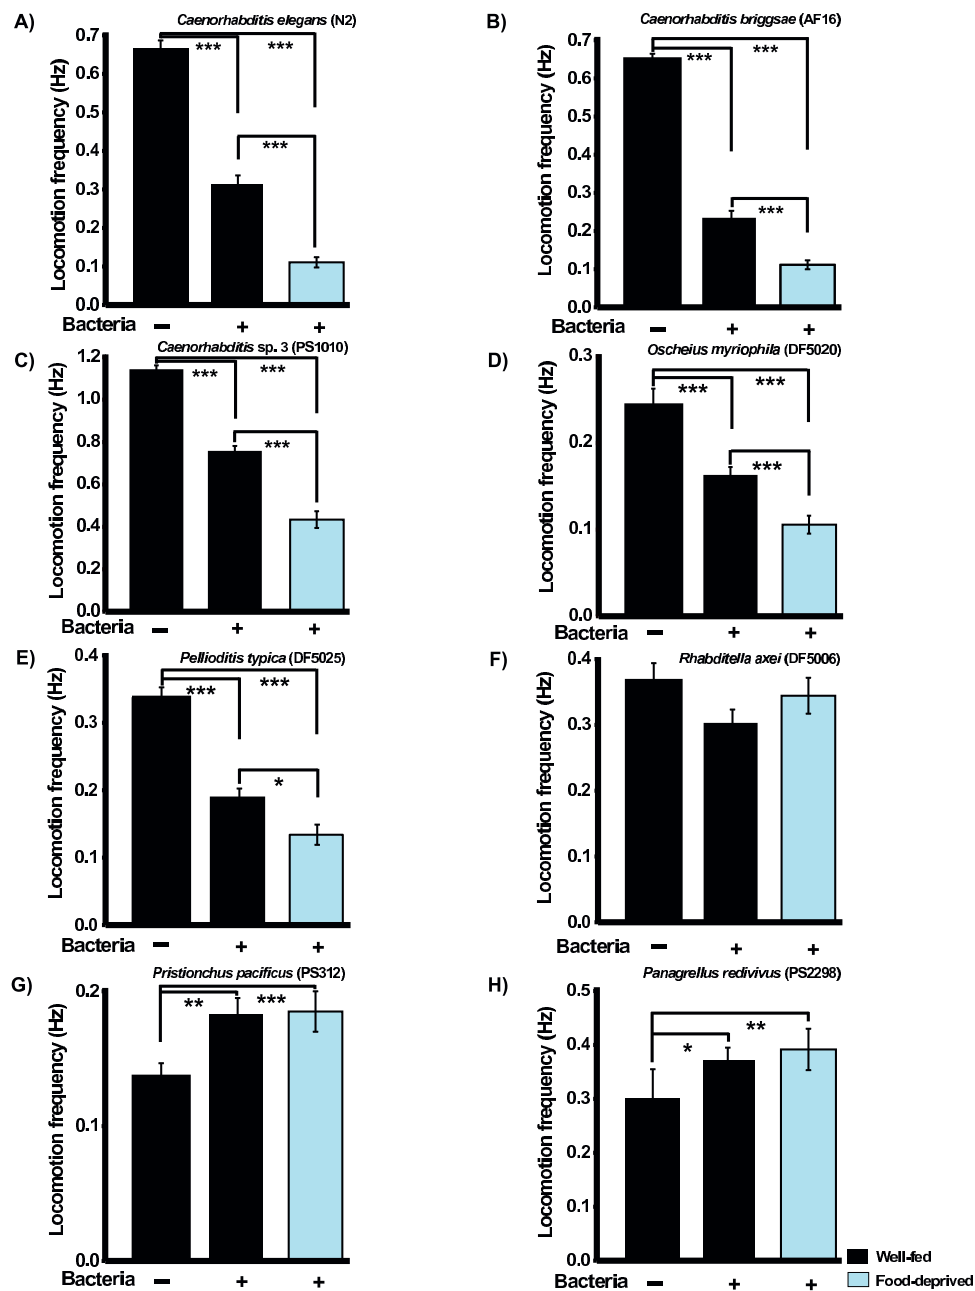 A)
Caenorhabditis elegans (N2)
Locomotion frequency (Hz)
0.7
0.6
0.5
0.4
0.3
0.2
0.1
0.0
***
***
***
Bacteria
− + +
B)
Caenorhabditis briggsae (AF16)
Locomotion frequency (Hz)
0.7
0.6
0.5
0.4
0.3
0.2
0.1
0.0
***
***
***
Bacteria
− + +
C)
Caenorhabditis sp. 3 (PS1010)
Locomotion frequency (Hz)
1.2
1.0
0.8
0.6
0.4
0.2
0.0
***
***
***
Bacteria
− + +
D)
Oscheius myriophila (DF5020)
Locomotion frequency (Hz)
0.3
0.2
0.1
0.0
***
***
***
Bacteria
− + +
E)
Pellioditis typica (DF5025)
Locomotion frequency (Hz)
0.4
0.3
0.2
0.1
0.0
***
***
*
Bacteria
− + +
F)
Rhabditella axei (DF5006)
Locomotion frequency (Hz)
0.4
0.3
0.2
0.1
0.0
Bacteria
− + +
G)
Pristionchus pacificus (PS312)
Locomotion frequency (Hz)
0.2
0.1
0.0
**
***
Bacteria
− + +
H)
Panagrellus redivivus (PS2298)
Locomotion frequency (Hz)
0.5
0.4
0.3
0.2
0.1
0.0
*
**
Bacteria
− + +
Well-fed
Food-deprived